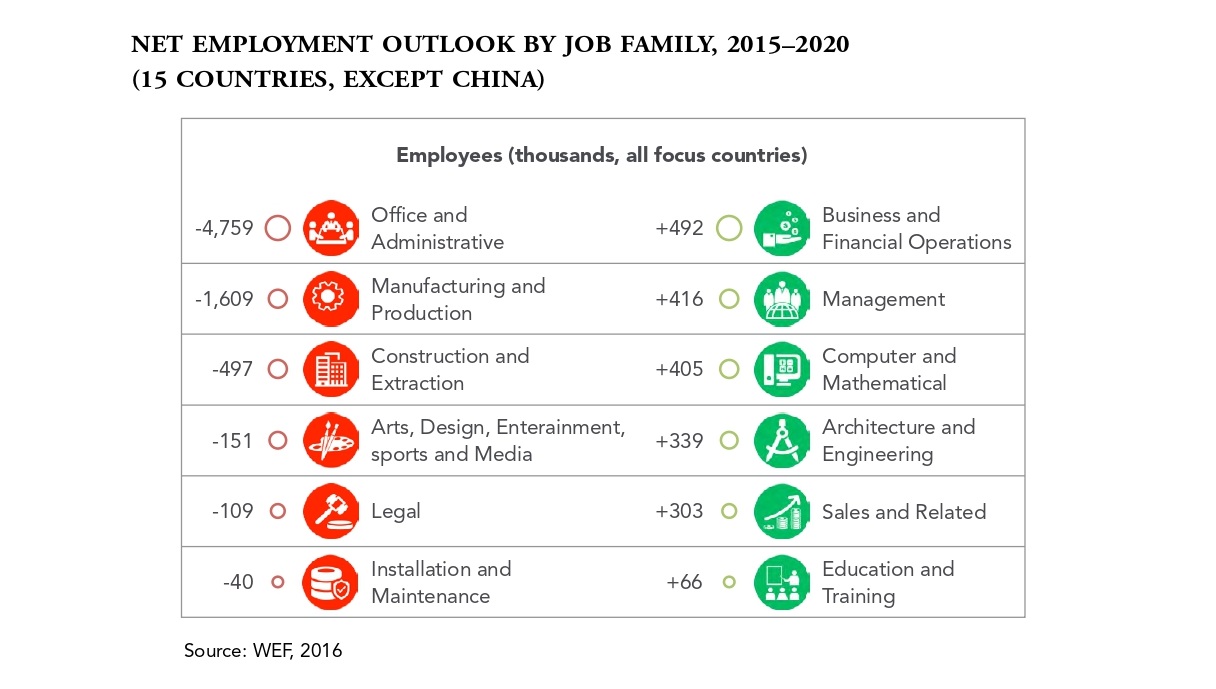 NET EMPLOYMENT OUTLOOK BY JOB FAMILY, 2015–2020
(15 COUNTRIES, EXCEPT CHINA)
Employees (thousands, all focus countries)
-4,759
Office and
Administrative
+492
Business and
Financial Operations
-1,609
Manufacturing and
Production
+416
Management
-497
Construction and
Extraction
+405
Computer and
Mathematical
-151
Arts, Design, Enterainment,
sports and Media
+339
Architecture and
Engineering
-109
Legal
+303
Sales and Related
-40
Installation and
Maintenance
+66
Education and
Training
Source: WEF, 2016